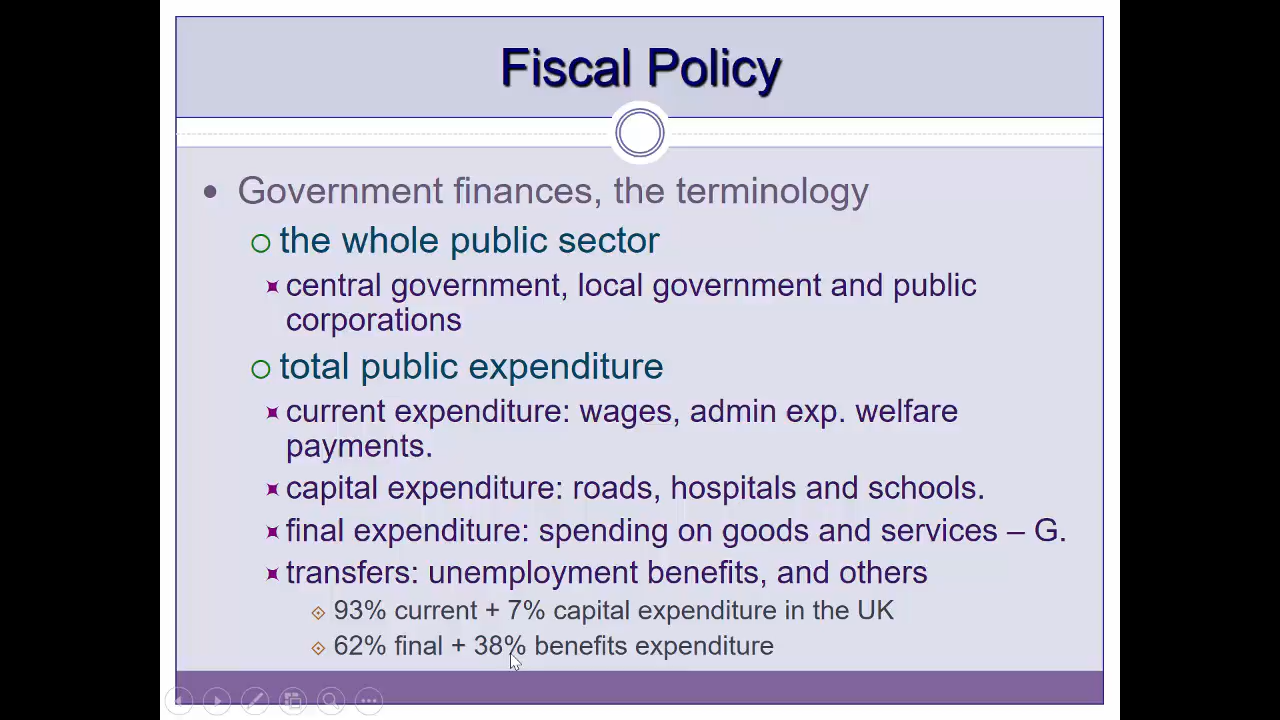 Fiscal Policy
Government finances, the terminology
the whole public sector
central government, local government and public
corporations
total public expenditure
current expenditure: wages, admin exp. welfare
payments.
capital expenditure: roads, hospitals and schools.
final expenditure: spending on goods and services – G.
transfers: unemployment benefits, and others
93% current + 7% capital expenditure in the UK
62% final + 38% benefits expenditure